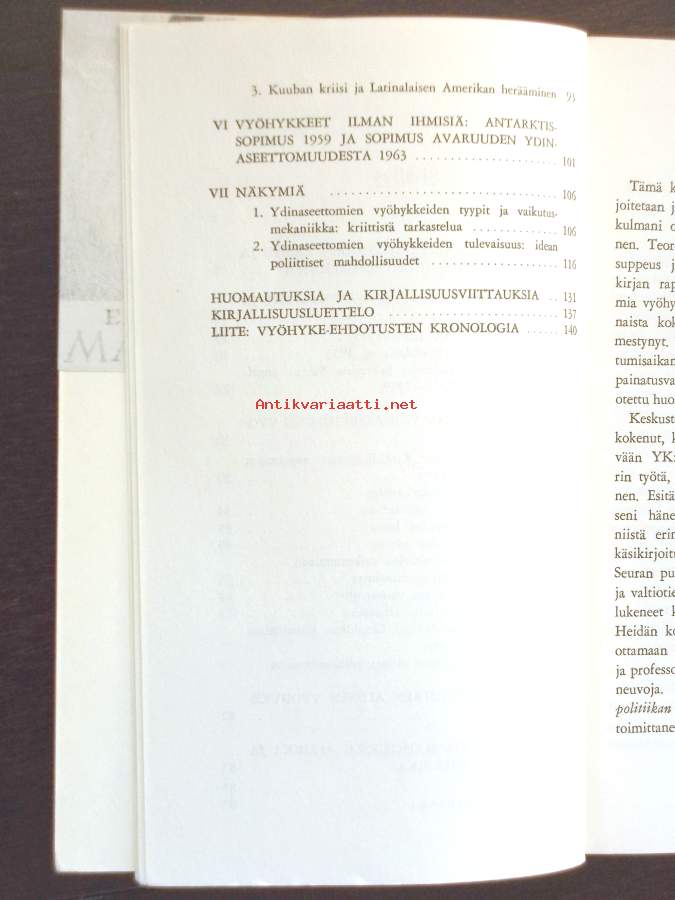 3. Kuuban kriisi ja Latinalaisen Amerikan herääminen 93
VI VYÖHYKKEET ILMAN IHMISIÄ: ANTARKTIS-
SOPIMUS 1959 JA SOPIMUS AVARUUDEN YDIN-
ASEETTOMUUDESTA 1963 .................... 101
VII NÄKYMIÄ ................................ 106
1. Ydinaseettomien vyöhykkeiden tyypit ja vaikutus-
mekaniikka: kriittistä tarkastelua ............. 106
2. Ydinaseettomien vyöhykkeiden tulevaisuus: idean
poliittiset mahdollisuudet .................. 116
HUOMAUTUKSIA JA KIRJALLISUUSVIITTAUKSIA .. 131
KIRJALLISUUSLUETTELO .......................... 137
LIITE: VYÖHYKE-EHDOTUSTEN KRONOLOGIA ...... 140
Antikvariaatti.net
Tämä k
joitetaan j
kulmani o
nen. Teor
suppeus j
kirjan rap
mia vyöhy
naista kok
mestynyt.
tumisaikan
painatusva
otettu huo
Keskuste
kokenut, k
vään YK:
rin työtä,
nen. Esitä
seni häne
niistä erin
käsikirjoitu
Seuran pu
ja valtiotie
lukeneet k
Heidän ko
ottamaan
ja professo
neuvoja.
politiikan
toimittane